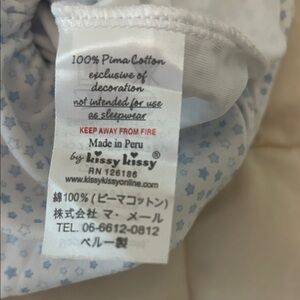 100% Pima Cotton
exclusive of
decoration
not intended for use
as sleepwear
KEEP AWAY FROM FIRE
Made in Peru
by kissy kissy
RN 126186
www.kissykissyonline.com
綿100% (ピーマコットン)
株式会社 マ・メール
TEL. 06-6612-0812
ペルー製